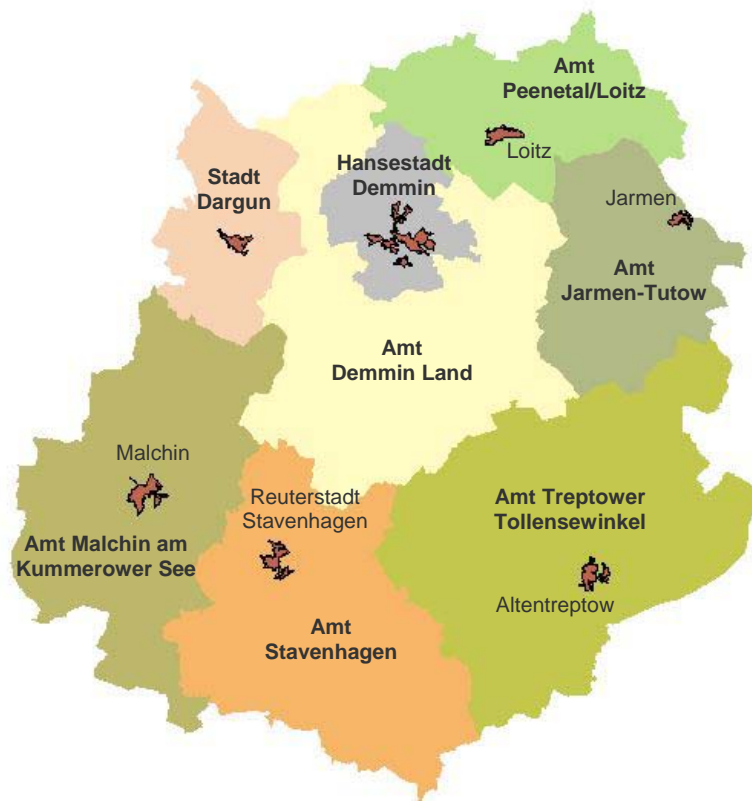 Amt
Peenetal/Loitz
Loitz
Hansestadt
Demmin
Stadt
Dargun
Jarmen
Amt
Jarmen-Tutow
Amt
Demmin Land
Malchin
Amt Malchin am
Kummerower See
Reuterstadt
Stavenhagen
Amt Treptower
Tollensewinkel
Altentreptow
Amt
Stavenhagen